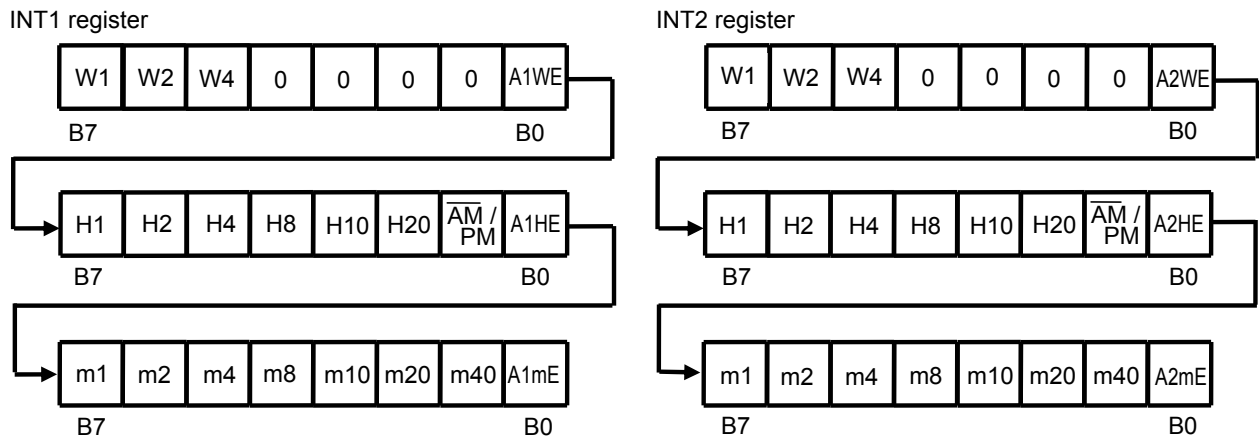 INT1 register
W1 W2 W4 0 0 0 0 A1WE
B7 B0
H1 H2 H4 H8 H10 H20 AM / PM A1HE
B7 B0
m1 m2 m4 m8 m10 m20 m40 A1mE
B7 B0
INT2 register
W1 W2 W4 0 0 0 0 A2WE
B7 B0
H1 H2 H4 H8 H10 H20 AM / PM A2HE
B7 B0
m1 m2 m4 m8 m10 m20 m40 A2mE
B7 B0